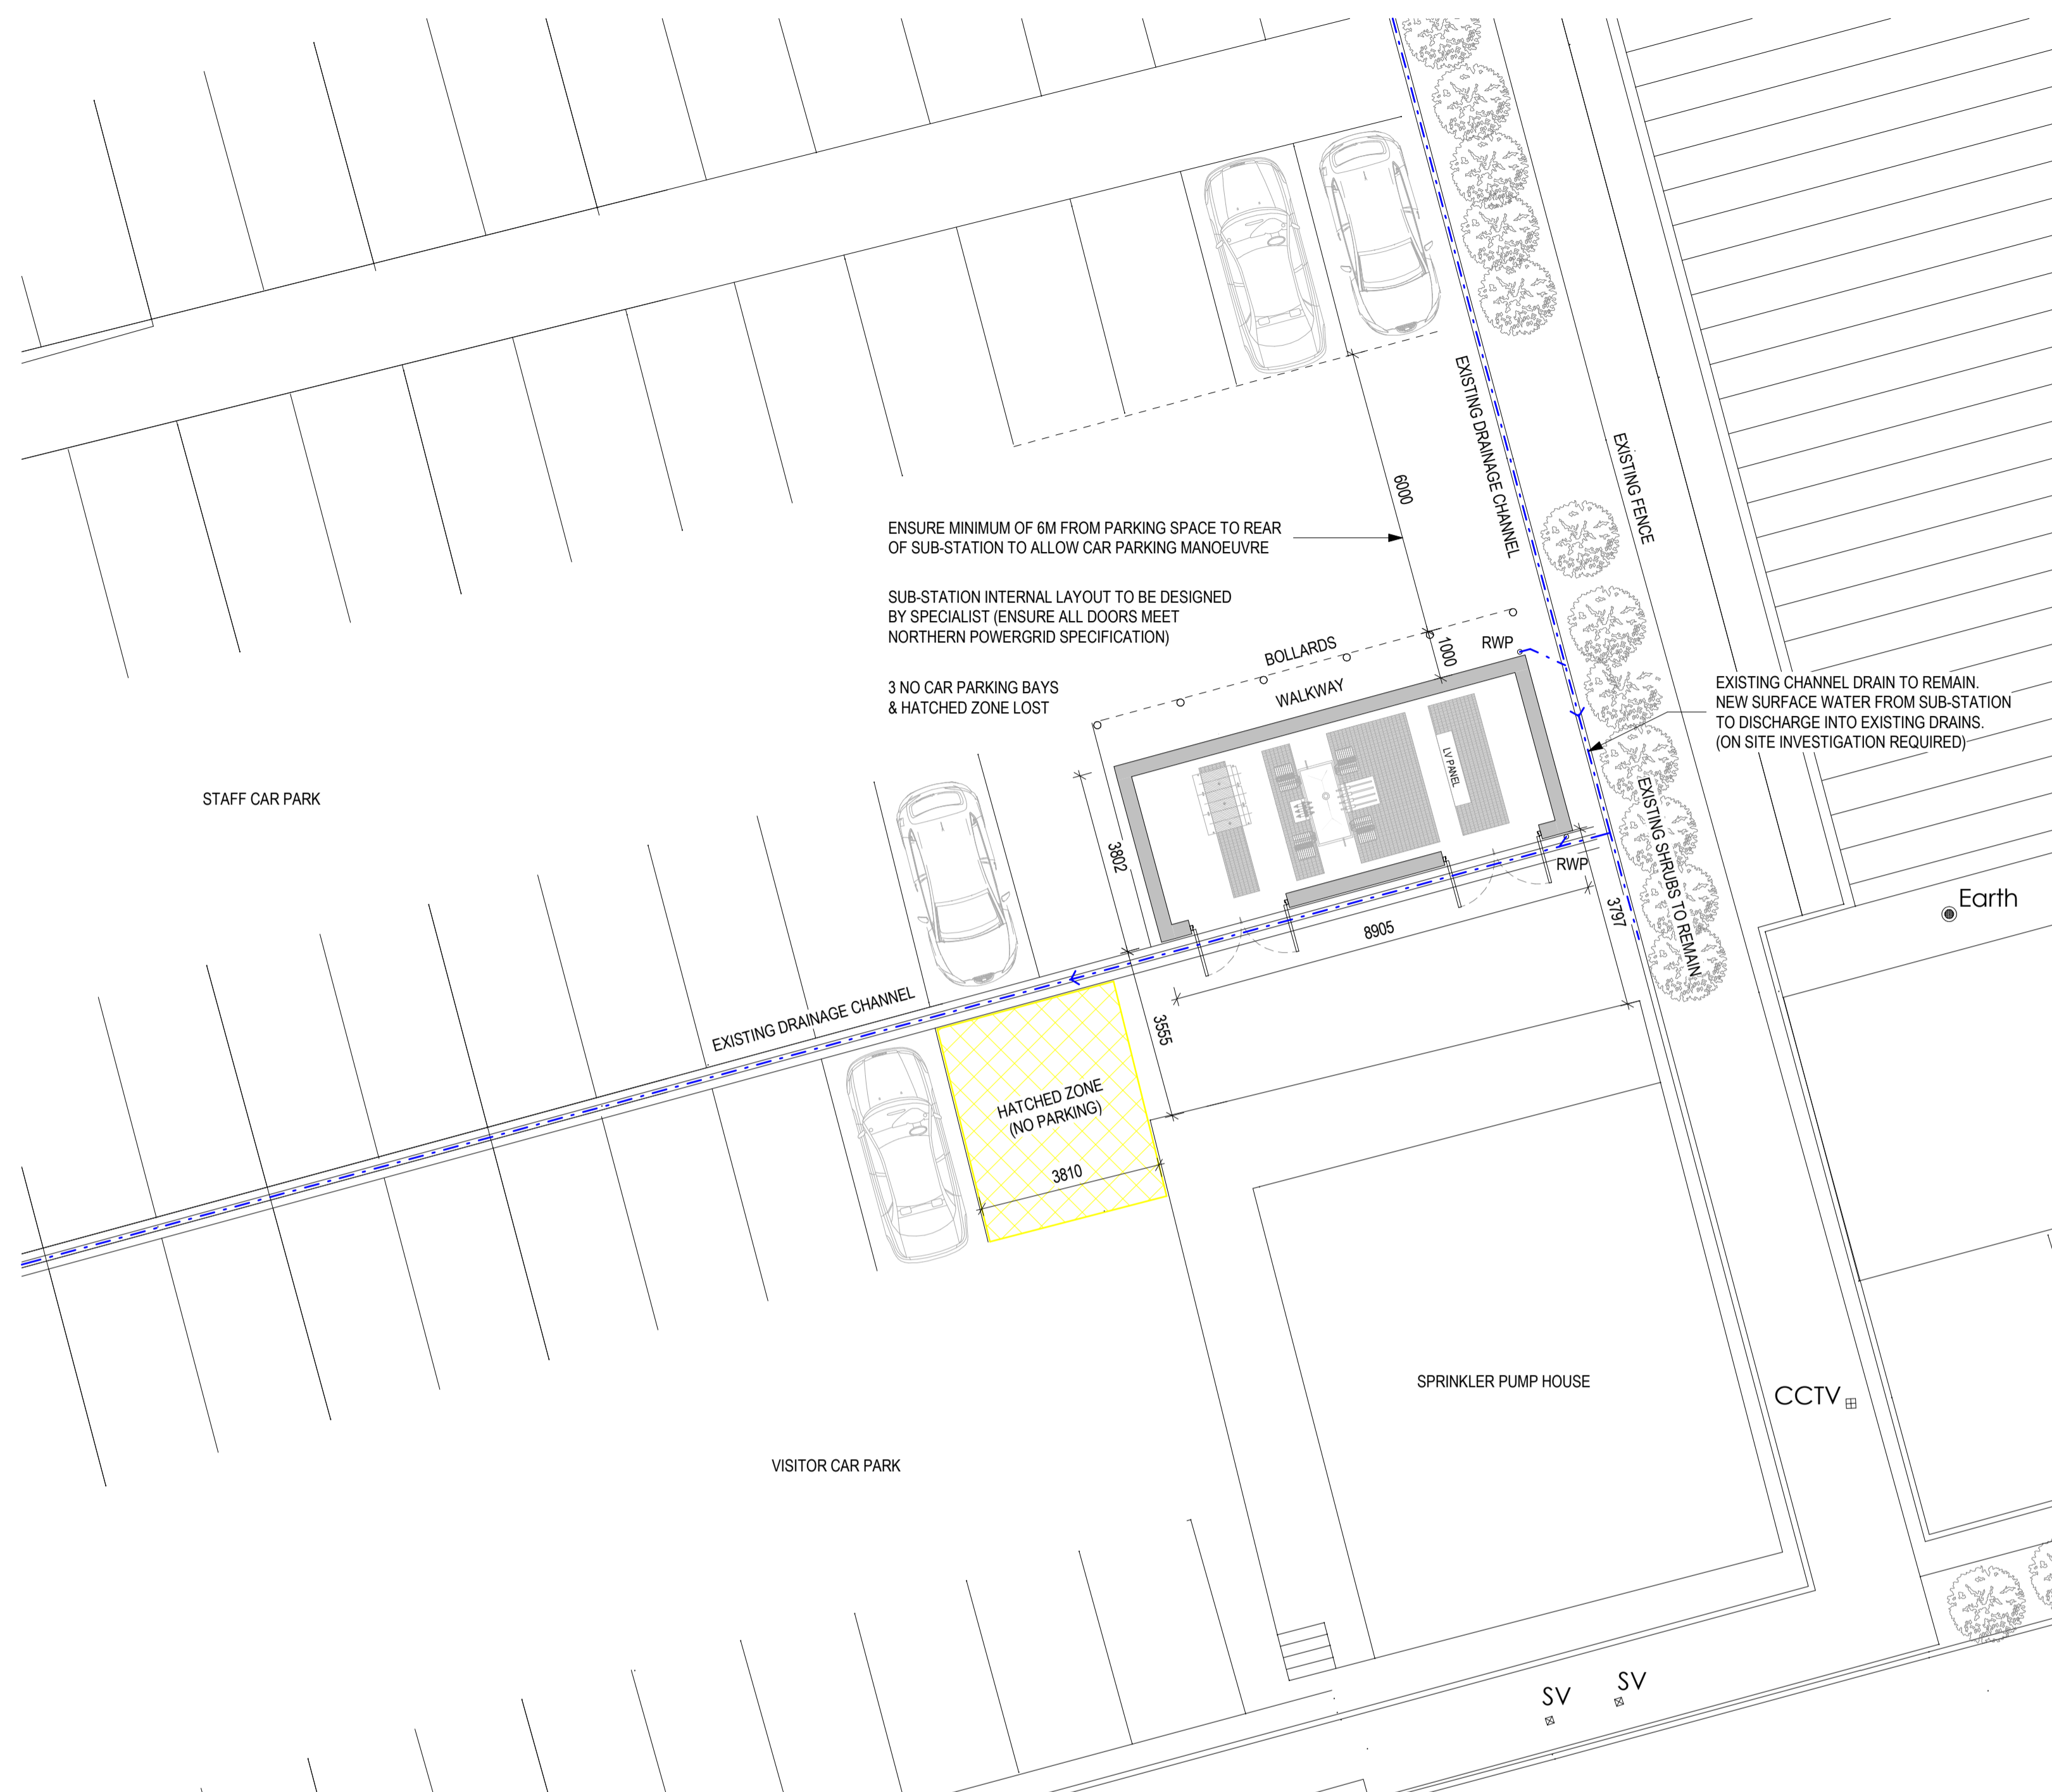 6000
EXISTING DRAINAGE CHANNEL
EXISTING FENCE
ENSURE MINIMUM OF 6M FROM PARKING SPACE TO REAR
OF SUB-STATION TO ALLOW CAR PARKING MANOEUVRE
SUB-STATION INTERNAL LAYOUT TO BE DESIGNED
BY SPECIALIST (ENSURE ALL DOORS MEET
NORTHERN POWERGRID SPECIFICATION)
3 NO CAR PARKING BAYS
& HATCHED ZONE LOST
BOLLARDS
WALKWAY
1000
RWP
EXISTING CHANNEL DRAIN TO REMAIN.
NEW SURFACE WATER FROM SUB-STATION
TO DISCHARGE INTO EXISTING DRAINS.
(ON SITE INVESTIGATION REQUIRED)
LV PANEL
STAFF CAR PARK
3802
RWP
EXISTING SHRUBS TO REMAIN
8905
3797
Earth
EXISTING DRAINAGE CHANNEL
3555
HATCHED ZONE
(NO PARKING)
3810
SPRINKLER PUMP HOUSE
CCTV
VISITOR CAR PARK
SV
SV